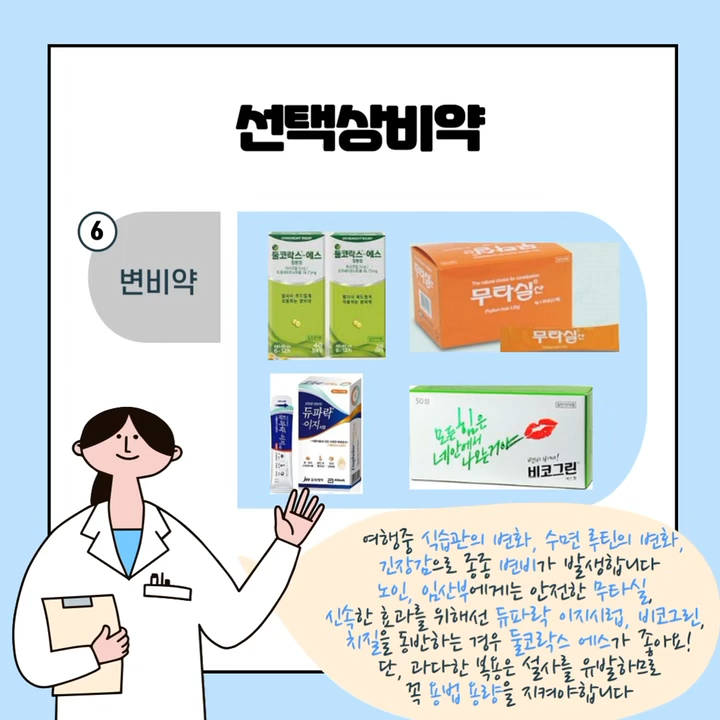 선택상비약
6
변비약
둘코락스-에스
둘코락스-에스
무타실산
무타실산
듀파락
이지시럽
50정
모든 힘은
네안에서
나오는거야~
비코그린
여행중 식습관의 변화, 수면 루틴의 변화,
긴장감으로 종종 변비가 발생합니다
노인, 임산부에게는 안전한 무타실,
신속한 효과를 위해선 듀파락 이지시럽, 비코그린,
치질을 동반하는 경우 둘코락스 에스가 좋아요!
단, 과다한 복용은 설사를 유발하므로
꼭 용법 용량을 지켜야합니다